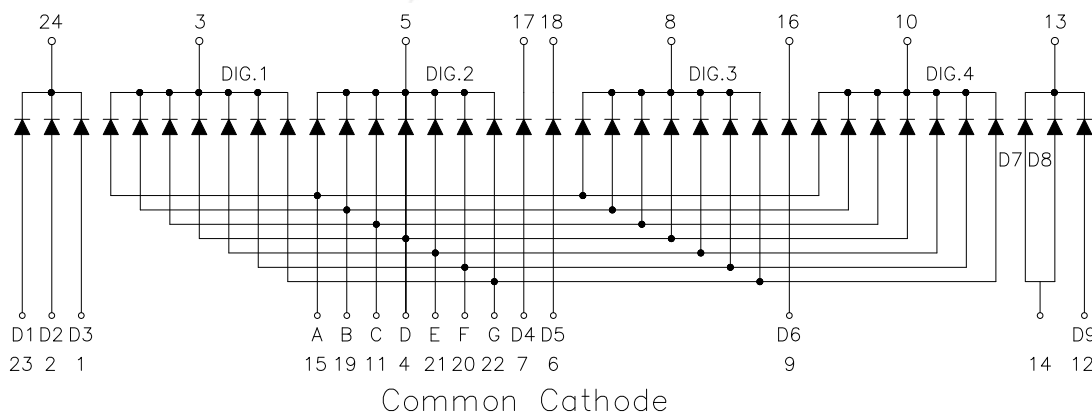 24 3 5 17 18 8 16 10 13
DIG.1 DIG.2 DIG.3 DIG.4
D7 D8
D1 D2 D3 A B C D E F G D4 D5 D6 D9
23 2 1 15 19 11 4 21 20 22 7 6 9 14 12
Common Cathode